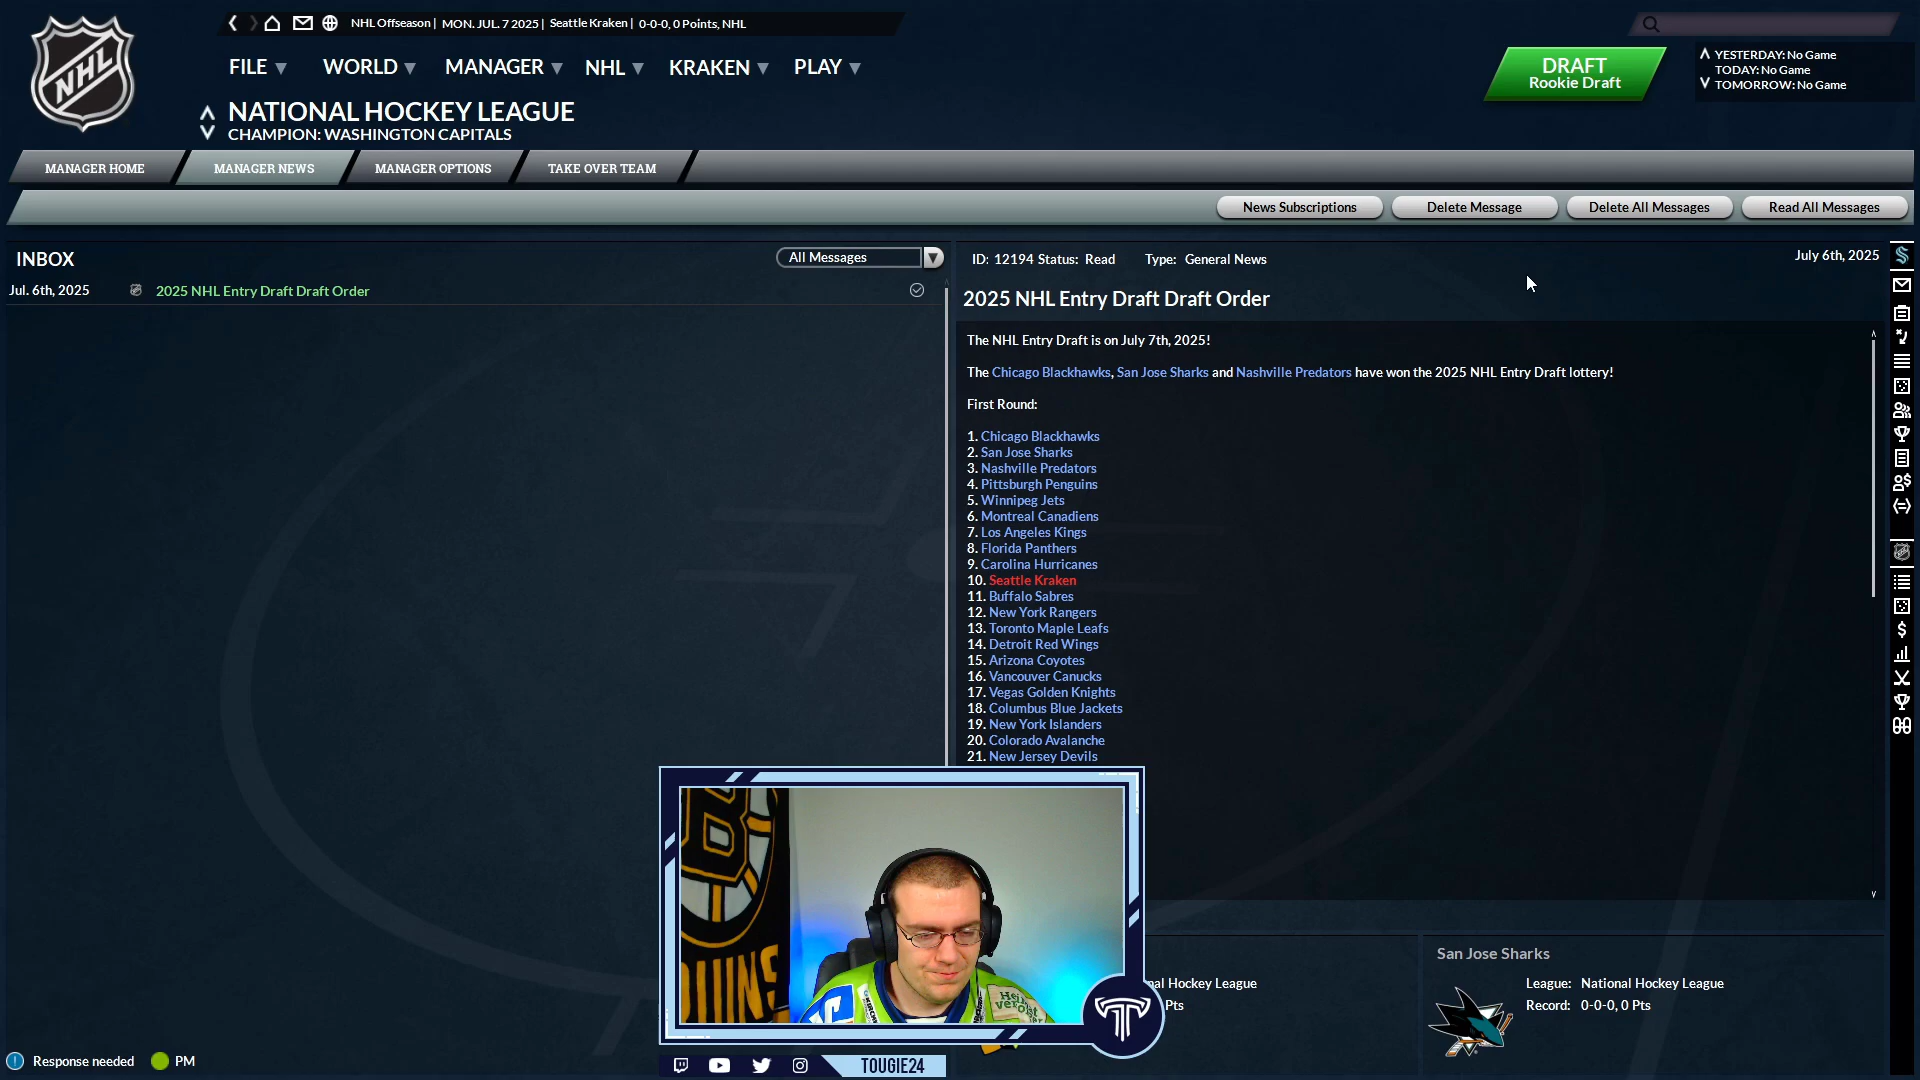 NHL Offseason | MON. JUL. 7 2025 | Seattle Kraken | 0-0-0, 0 Points, NHL
NHL
FILE WORLD MANAGER NHL KRAKEN PLAY
DRAFT
Rookie Draft
YESTERDAY: No Game
TODAY: No Game
TOMORROW: No Game
NATIONAL HOCKEY LEAGUE
CHAMPION: WASHINGTON CAPITALS
MANAGER HOME MANAGER NEWS MANAGER OPTIONS TAKE OVER TEAM
News Subscriptions Delete Message Delete All Messages Read All Messages
INBOX
All Messages
Jul. 6th, 2025 2025 NHL Entry Draft Draft Order
ID: 12194 Status: Read Type: General News
July 6th, 2025
2025 NHL Entry Draft Draft Order
The NHL Entry Draft is on July 7th, 2025!
The Chicago Blackhawks, San Jose Sharks and Nashville Predators have won the 2025 NHL Entry Draft lottery!
First Round:
1. Chicago Blackhawks
2. San Jose Sharks
3. Nashville Predators
4. Pittsburgh Penguins
5. Winnipeg Jets
6. Montreal Canadiens
7. Los Angeles Kings
8. Florida Panthers
9. Carolina Hurricanes
10. Seattle Kraken
11. Buffalo Sabres
12. New York Rangers
13. Toronto Maple Leafs
14. Detroit Red Wings
15. Arizona Coyotes
16. Vancouver Canucks
17. Vegas Golden Knights
18. Columbus Blue Jackets
19. New York Islanders
20. Colorado Avalanche
21. New Jersey Devils
nal Hockey League
Pts
San Jose Sharks
League: National Hockey League
Record: 0-0-0, 0 Pts
B
Response needed PM
TOUGIE24